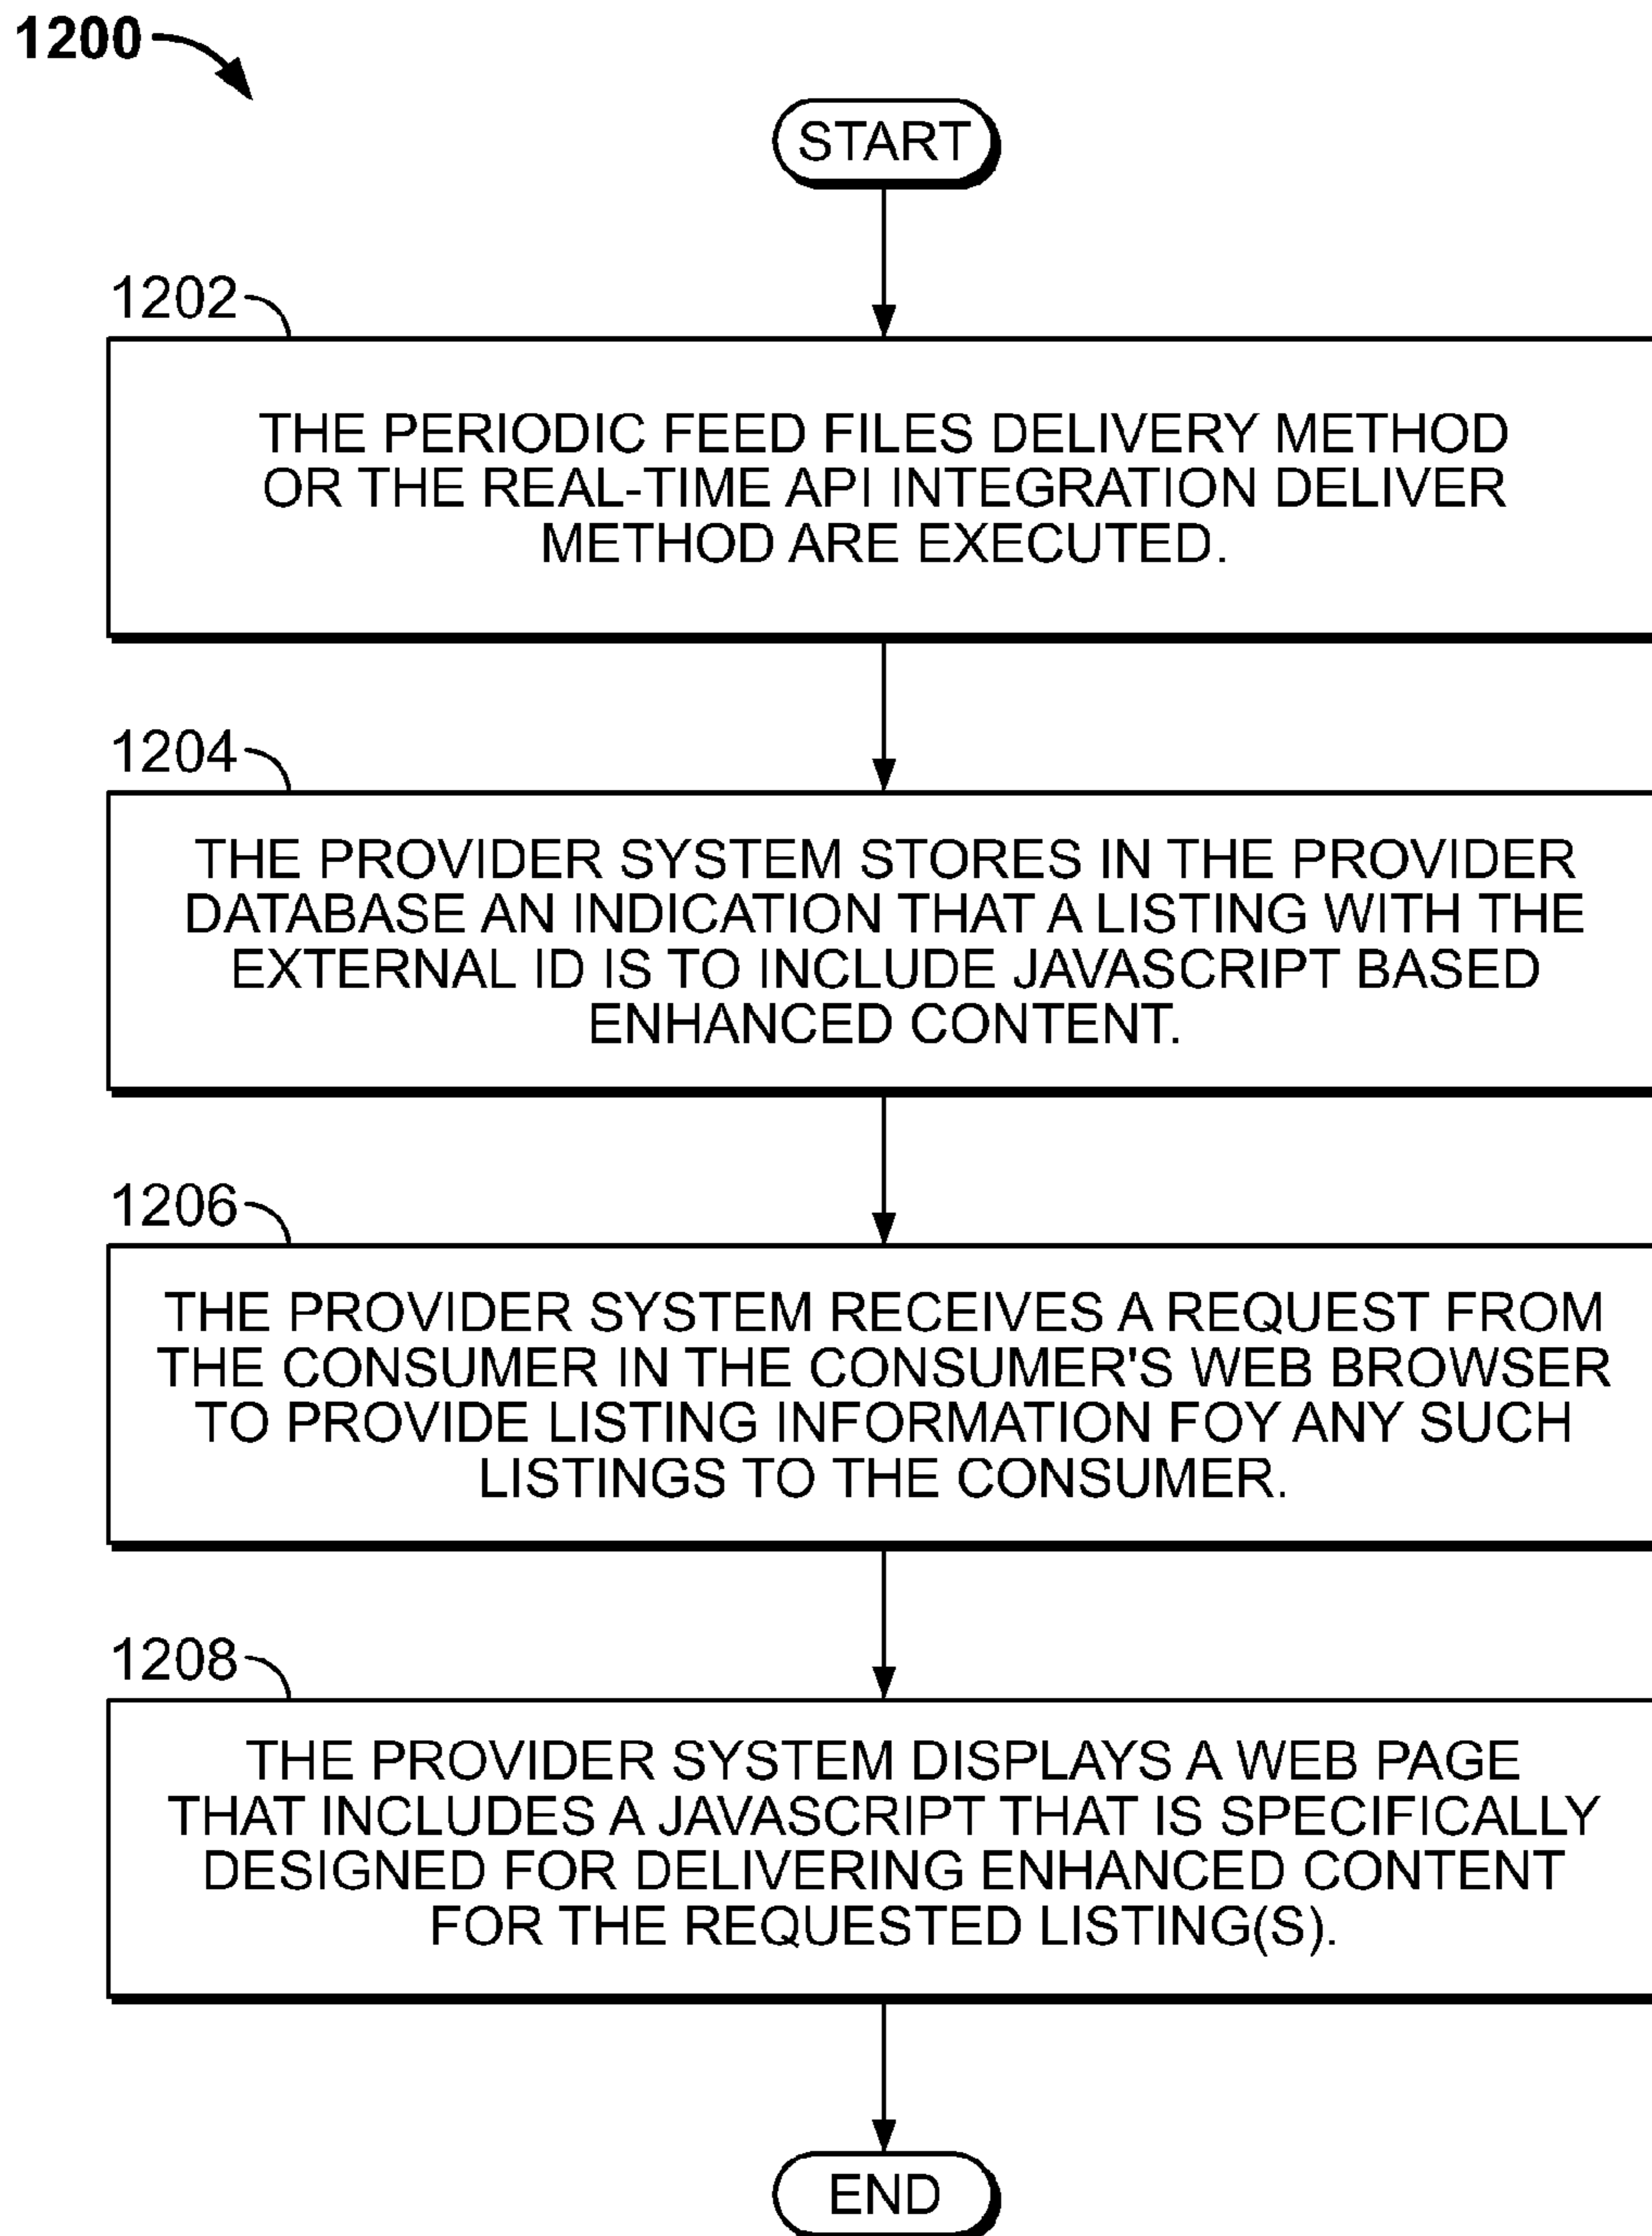 1200
START
1202
THE PERIODIC FEED FILES DELIVERY METHOD
OR THE REAL-TIME API INTEGRATION DELIVER
METHOD ARE EXECUTED.
1204
THE PROVIDER SYSTEM STORES IN THE PROVIDER
DATABASE AN INDICATION THAT A LISTING WITH THE
EXTERNAL ID IS TO INCLUDE JAVASCRIPT BASED
ENHANCED CONTENT.
1206
THE PROVIDER SYSTEM RECEIVES A REQUEST FROM
THE CONSUMER IN THE CONSUMER'S WEB BROWSER
TO PROVIDE LISTING INFORMATION FOY ANY SUCH
LISTINGS TO THE CONSUMER.
1208
THE PROVIDER SYSTEM DISPLAYS A WEB PAGE
THAT INCLUDES A JAVASCRIPT THAT IS SPECIFICALLY
DESIGNED FOR DELIVERING ENHANCED CONTENT
FOR THE REQUESTED LISTING(S).
END